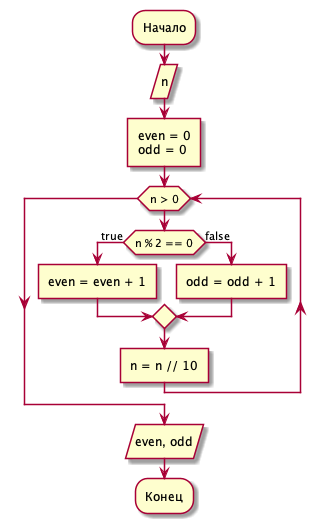 Начало
n
even = 0
odd = 0
n > 0
n % 2 == 0
true
false
even = even + 1
odd = odd + 1
n = n // 10
even, odd
Конец